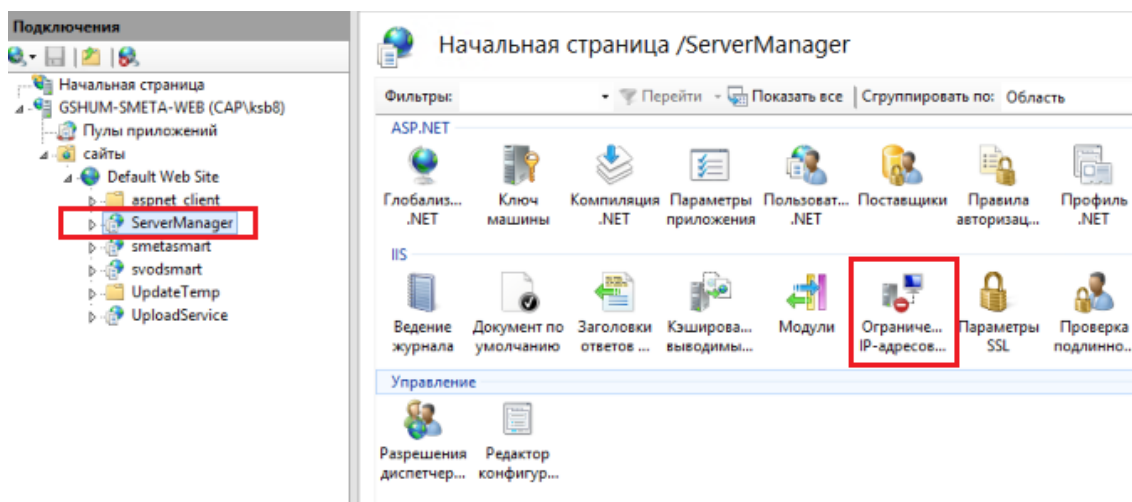 Подключения
Начальная страница
GSHUM-SMETA-WEB (CAP\ksb8)
Пулы приложений
сайты
Default Web Site
aspnet_client
ServerManager
smetasmart
svodsmart
UpdateTemp
UploadService
Начальная страница /ServerManager
Фильтры: Перейти Показать все Сгруппировать по: Область
ASP.NET
Глобализ... Ключ Компиляция Параметры Пользоват... Поставщики Правила Профиль
.NET машины .NET приложения .NET авторизац... .NET
IIS
Ведение Документ по Заголовки Кэширова... Модули Ограниче... Параметры Проверка
журнала умолчанию ответов ... выводимы... IP-адресов... SSL подлинно...
Управление
Разрешения Редактор
диспетчер... конфигур...